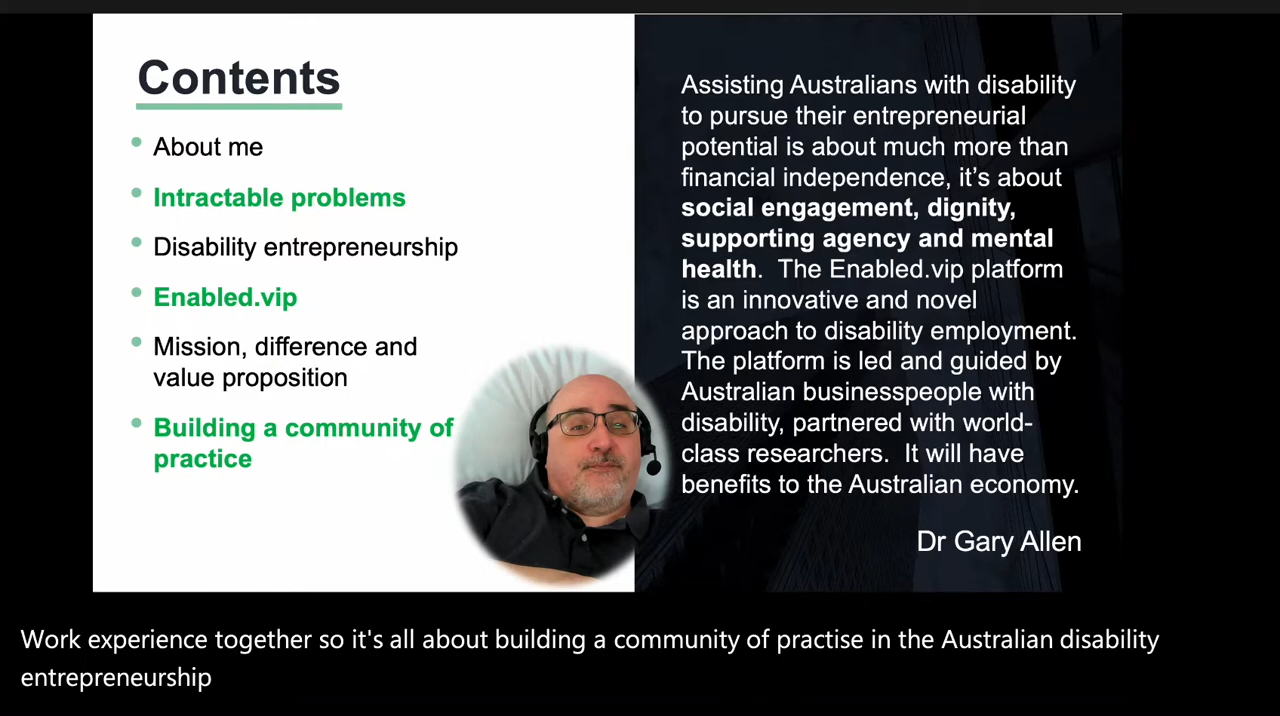 Contents
About me
Intractable problems
Disability entrepreneurship
Enabled.vip
Mission, difference and
value proposition
Building a community of
practice
Assisting Australians with disability
to pursue their entrepreneurial
potential is about much more than
financial independence, it’s about
social engagement, dignity,
supporting agency and mental
health.  The Enabled.vip platform
is an innovative and novel
approach to disability employment.
The platform is led and guided by
Australian businesspeople with
disability, partnered with world-
class researchers.  It will have
benefits to the Australian economy.
Dr Gary Allen
Work experience together so it's all about building a community of practise in the Australian disability
entrepreneurship